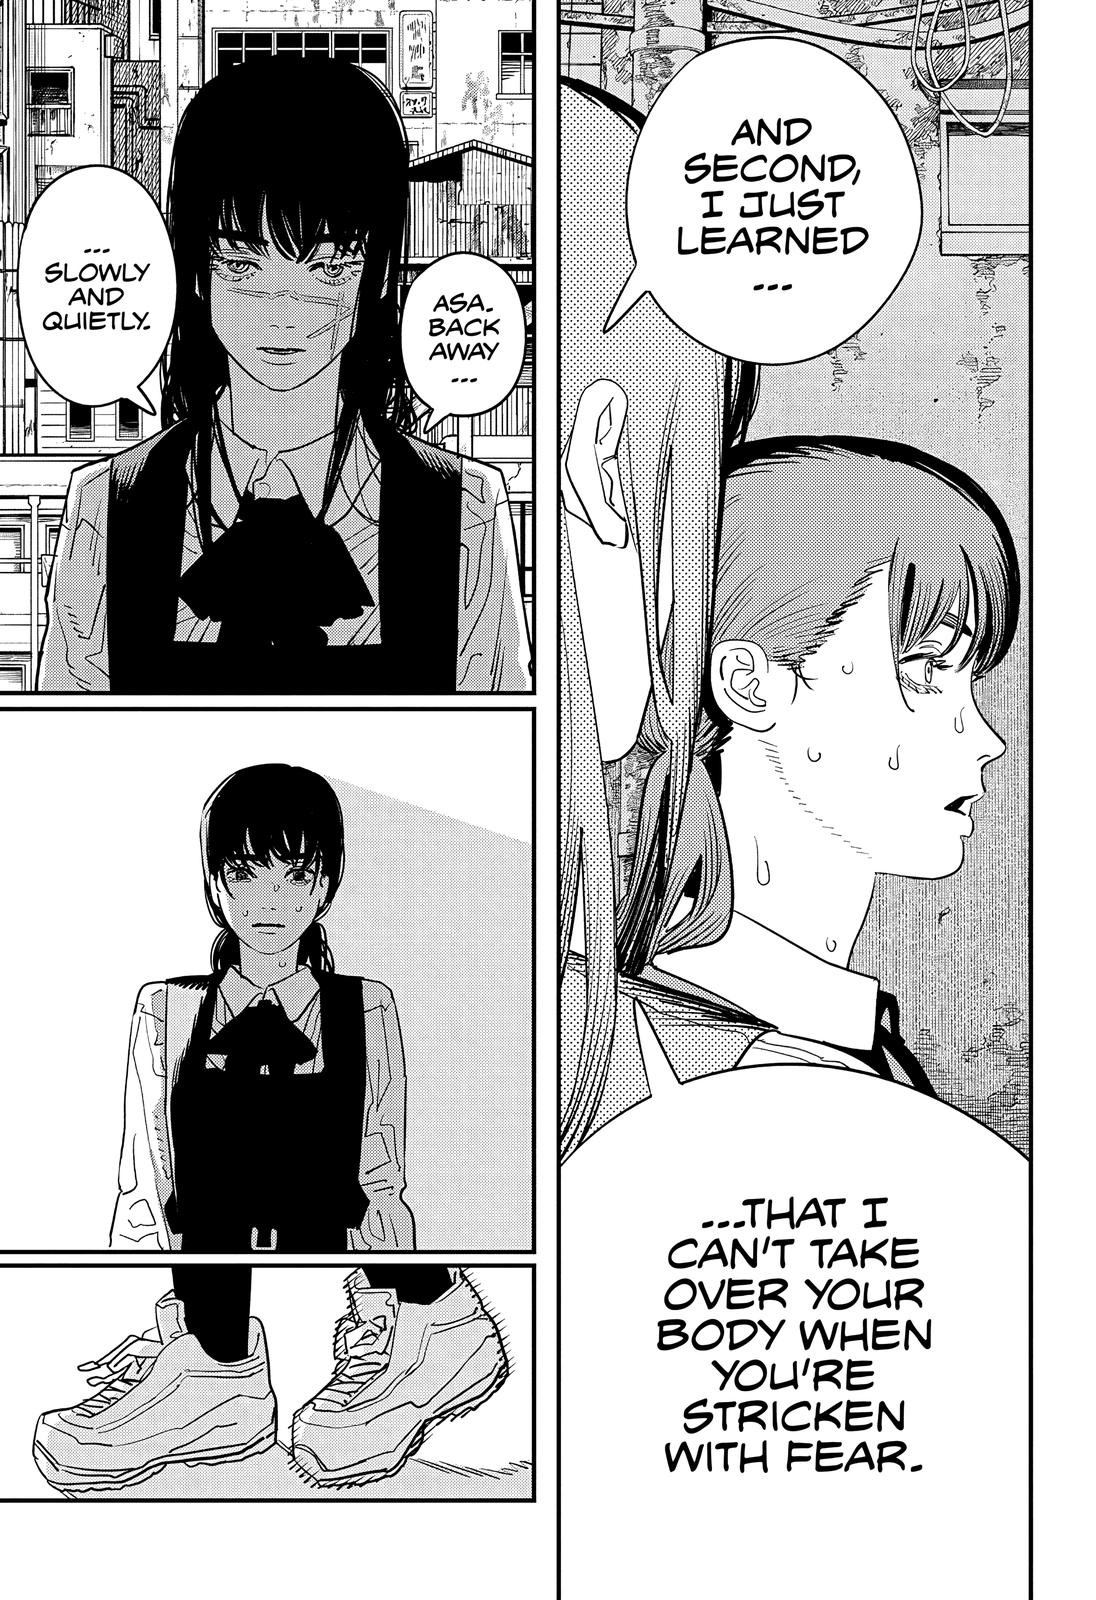 AND
SECOND,
I JUST
LEARNED
...
...THAT I
CAN'T TAKE
OVER YOUR
BODY WHEN
YOU'RE
STRICKEN
WITH FEAR.
ASA.
BACK
AWAY
...
...
SLOWLY
AND
QUIETLY.